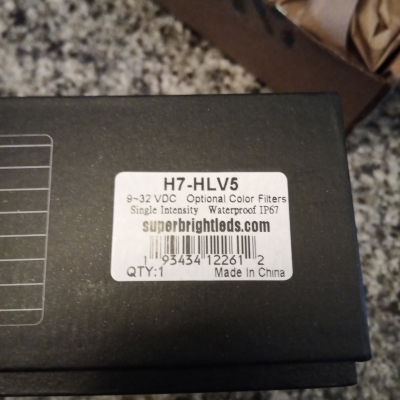 H7-HLV5
9~32 VDC Optional Color Filters
Single Intensity Waterproof IP67
superbrightleds.com
1 93434 12261 2
QTY:1 Made In China